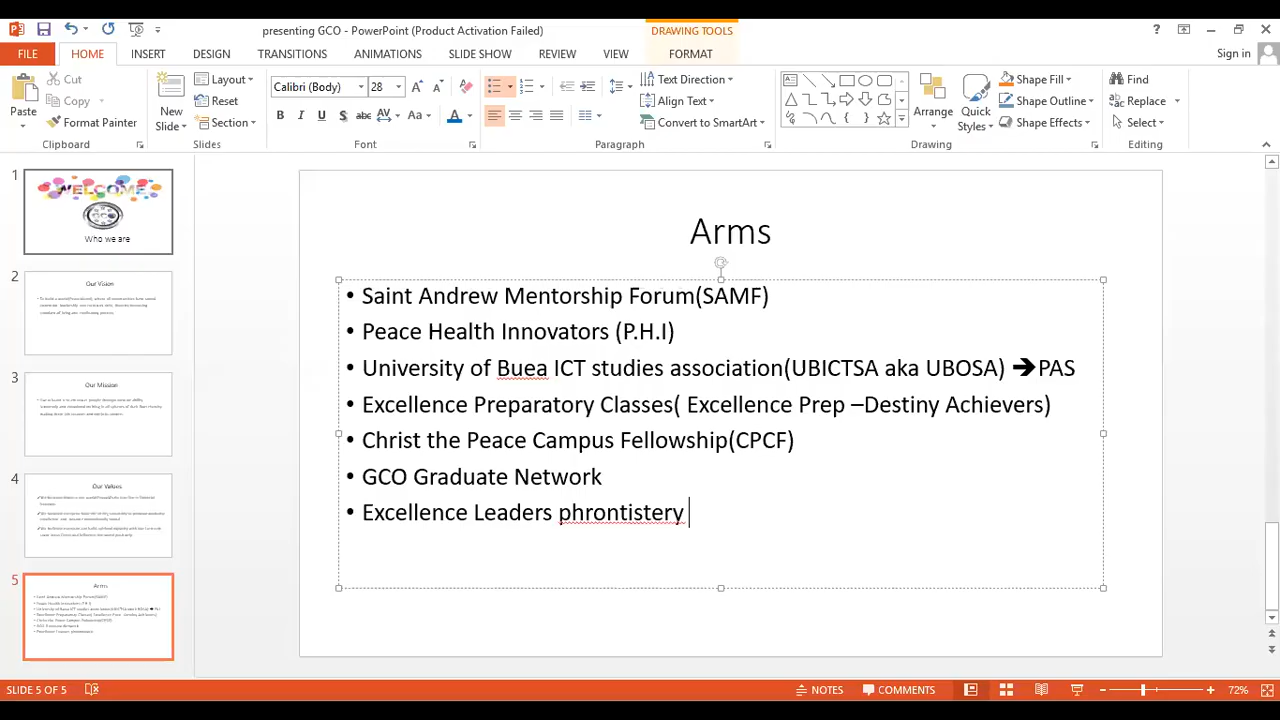 presenting GCO - PowerPoint (Product Activation Failed)
DRAWING TOOLS
FILE HOME INSERT DESIGN TRANSITIONS ANIMATIONS SLIDE SHOW REVIEW VIEW FORMAT Sign in
Paste
Cut
Copy
Format Painter
Clipboard
New Slide
Layout
Reset
Section
Slides
Calibri (Body) 28
Font
Text Direction
Align Text
Convert to SmartArt
Paragraph
Arrange
Quick Styles
Shape Fill
Shape Outline
Shape Effects
Drawing
Find
Replace
Select
Editing
1
WELCOME
Who we are
2
Our Vision
3
Our Mission
4
Our Values
5
Arms
Arms
• Saint Andrew Mentorship Forum(SAMF)
• Peace Health Innovators (P.H.I)
• University of Buea ICT studies association(UBICTSA aka UBOSA) ➔PAS
• Excellence Preparatory Classes( Excellence Prep –Destiny Achievers)
• Christ the Peace Campus Fellowship(CPCF)
• GCO Graduate Network
• Excellence Leaders phrontistery
SLIDE 5 OF 5
NOTES COMMENTS 72%